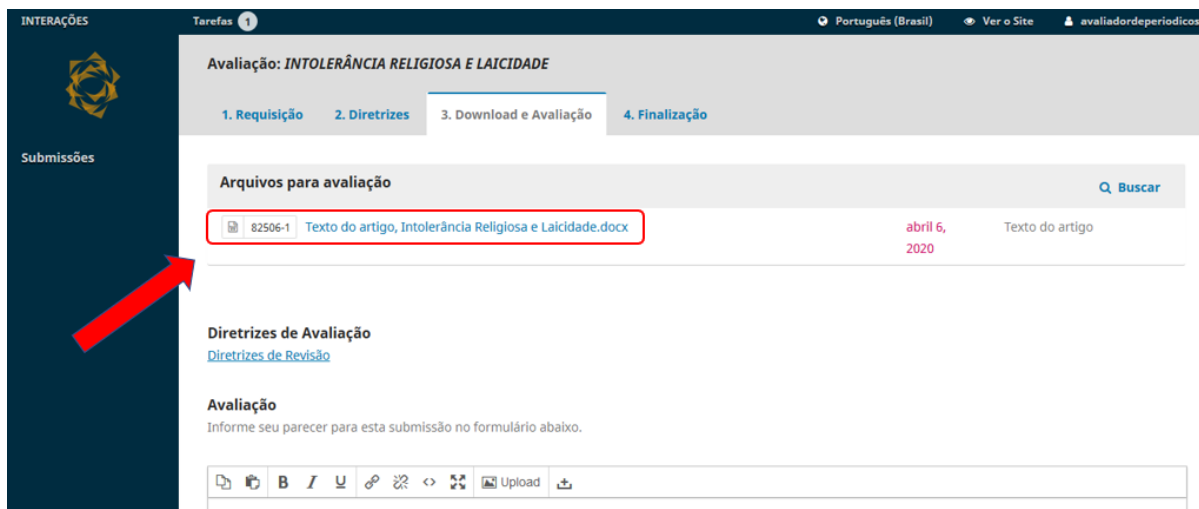 INTERAÇÕES
Tarefas 1
Português (Brasil) Ver o Site avaliadordeperiodicos
Avaliação: INTOLERÂNCIA RELIGIOSA E LAICIDADE
1. Requisição 2. Diretrizes 3. Download e Avaliação 4. Finalização
Submissões
Arquivos para avaliação
Buscar
82506-1 Texto do artigo, Intolerância Religiosa e Laicidade.docx
abril 6,
2020
Texto do artigo
Diretrizes de Avaliação
Diretrizes de Revisão
Avaliação
Informe seu parecer para esta submissão no formulário abaixo.
B I U Upload